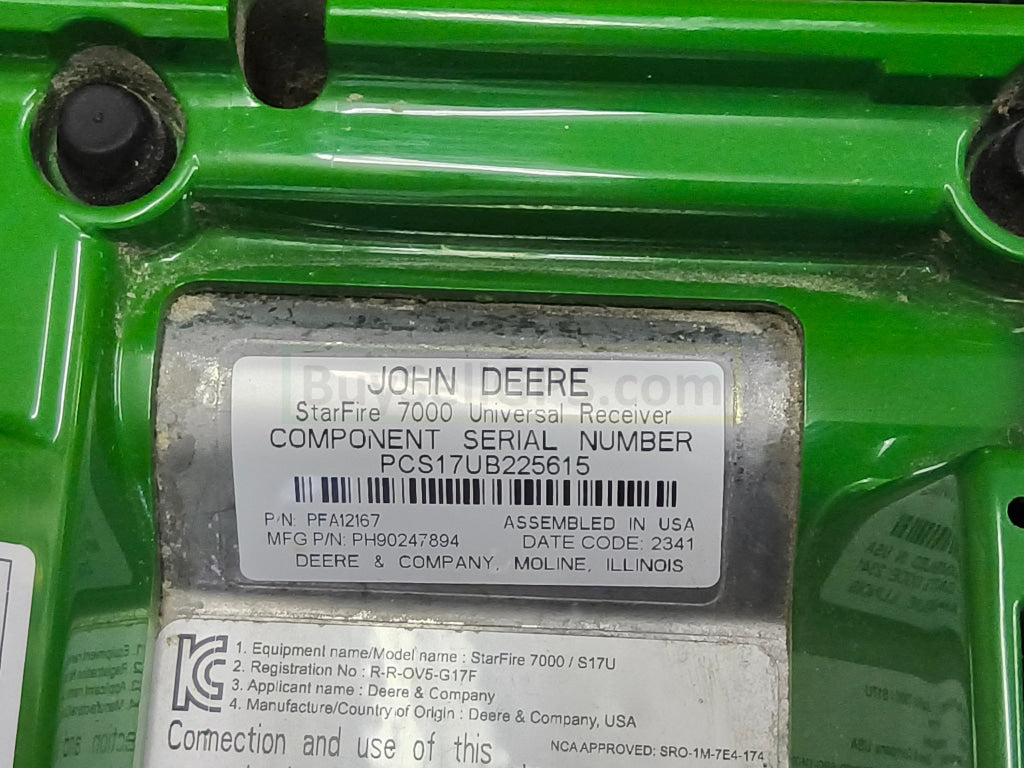 JOHN DEERE
StarFire 7000 Universal Receiver
COMPONENT SERIAL NUMBER
PCS17UB225615
P/N: PFA12167
ASSEMBLED IN USA
MFG P/N: PH90247894
DATE CODE: 2341
DEERE & COMPANY, MOLINE, ILLINOIS
1. Equipment name/Model name : StarFire 7000 / S17U
2. Registration No : R-R-OV5-G17F
3. Applicant name : Deere & Company
4. Manufacture/Country of Origin : Deere & Company, USA
Connection and use of this
NCA APPROVED: SRO-1M-7E4-174